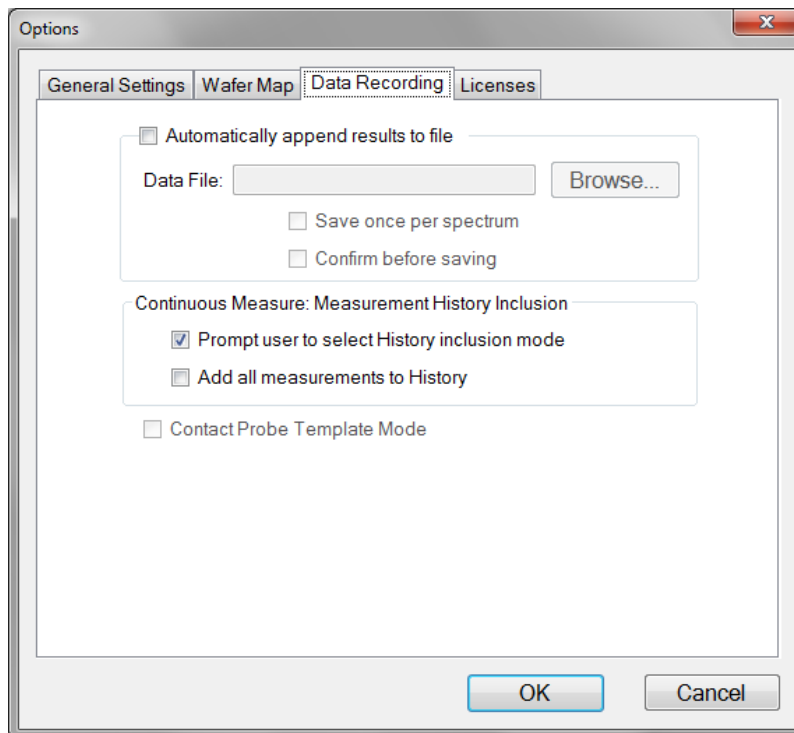 Options
General Settings Wafer Map Data Recording Licenses
Automatically append results to file
Data File: Browse...
Save once per spectrum
Confirm before saving
Continuous Measure: Measurement History Inclusion
Prompt user to select History inclusion mode
Add all measurements to History
Contact Probe Template Mode
OK Cancel